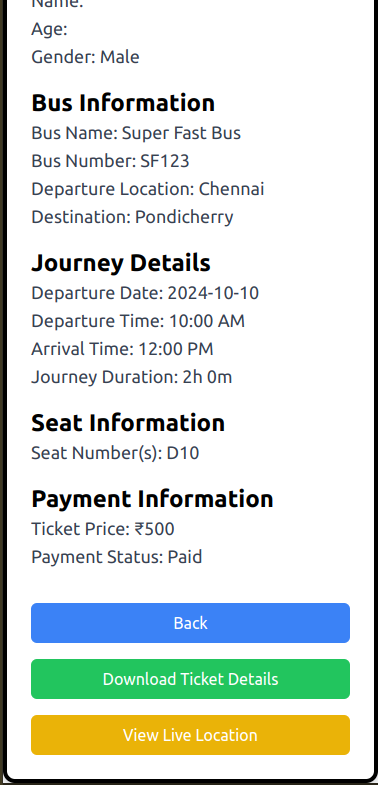 Name:
Age:
Gender: Male
Bus Information
Bus Name: Super Fast Bus
Bus Number: SF123
Departure Location: Chennai
Destination: Pondicherry
Journey Details
Departure Date: 2024-10-10
Departure Time: 10:00 AM
Arrival Time: 12:00 PM
Journey Duration: 2h 0m
Seat Information
Seat Number(s): D10
Payment Information
Ticket Price: ₹500
Payment Status: Paid
Back
Download Ticket Details
View Live Location